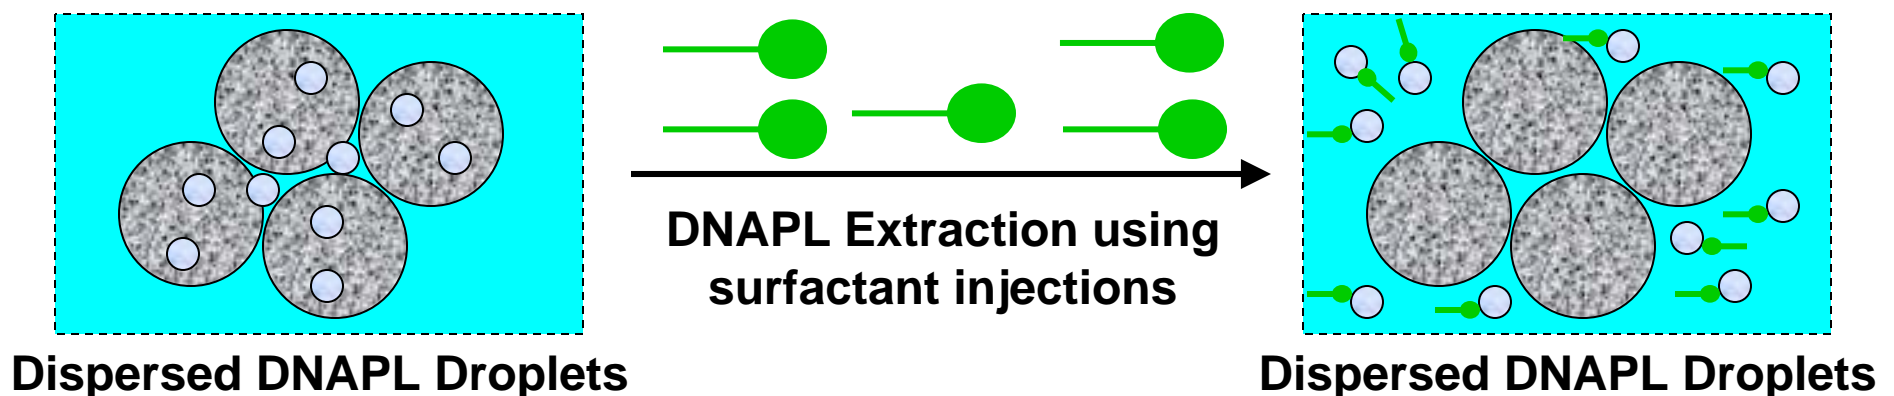 DNAPL Extraction using
surfactant injections
Dispersed DNAPL Droplets
Dispersed DNAPL Droplets